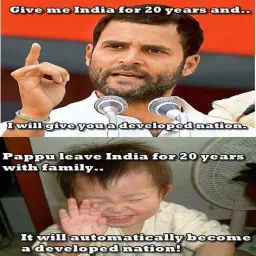 Give me India for 20 years and..
I will give you a developed nation.
Pappu leave India for 20 years
with family..
It will automatically become
a developed nation!